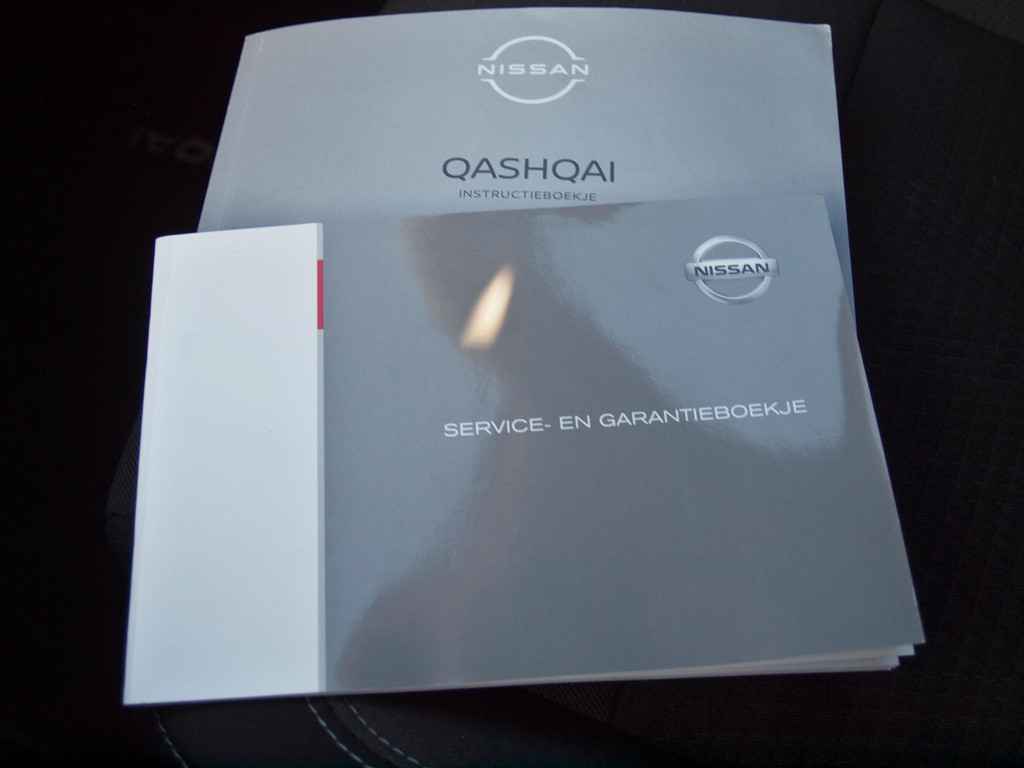 NISSAN
QASHQAI
INSTRUCTIEBOEKJE
NISSAN
SERVICE- EN GARANTIEBOEKJE